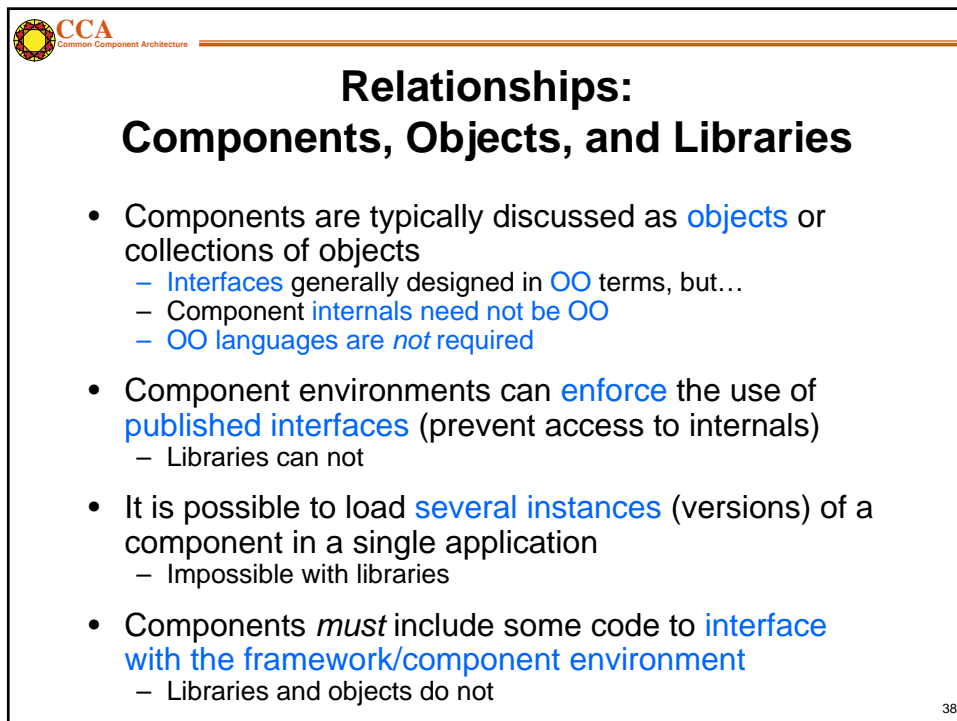 CCA
Common Component Architecture
Relationships:
Components, Objects, and Libraries
• Components are typically discussed as objects or
collections of objects
– Interfaces generally designed in OO terms, but…
– Component internals need not be OO
– OO languages are not required
• Component environments can enforce the use of
published interfaces (prevent access to internals)
– Libraries can not
• It is possible to load several instances (versions) of a
component in a single application
– Impossible with libraries
• Components must include some code to interface
with the framework/component environment
– Libraries and objects do not
38